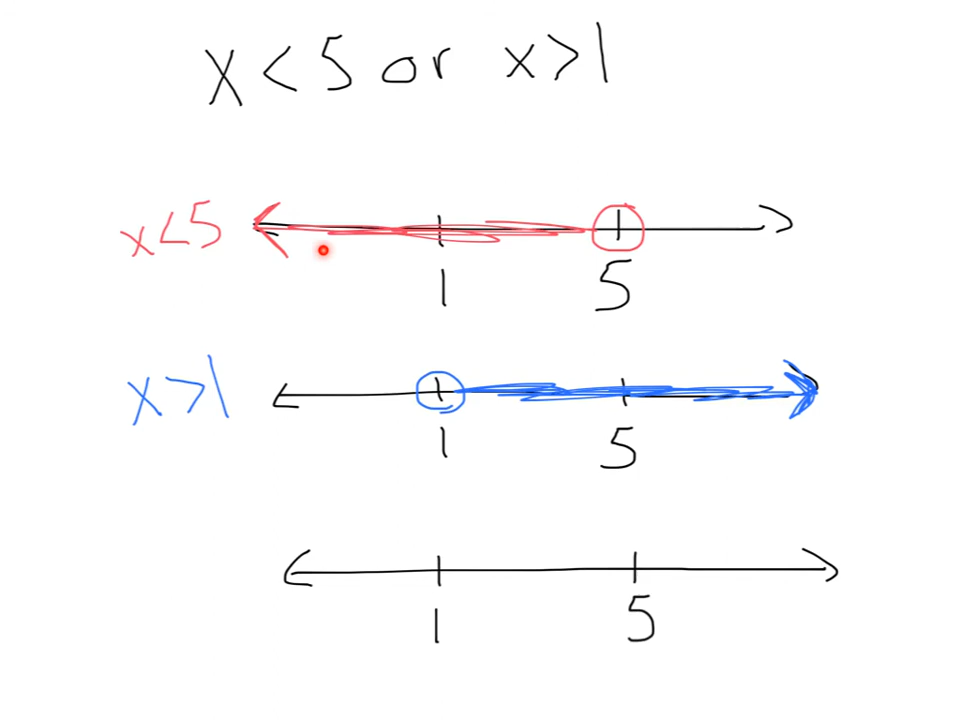 x < 5 or x > 1
x < 5
1 5
x > 1
1 5
1 5